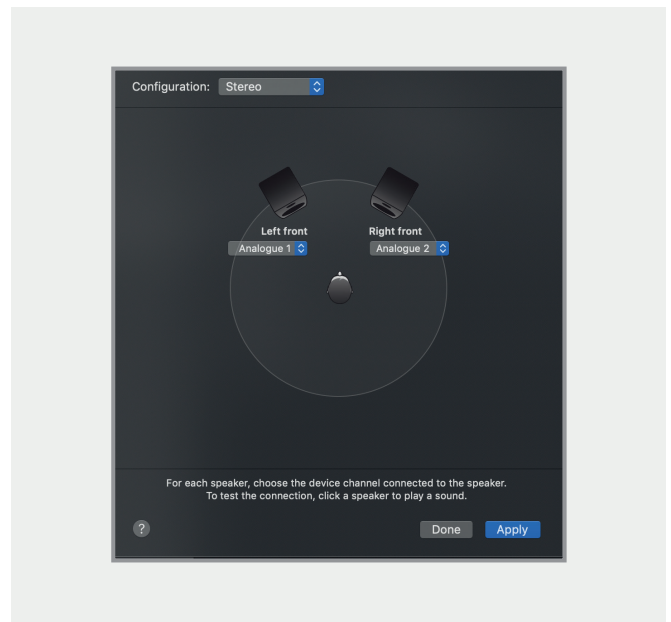 Configuration: Stereo
Left front Right front
Analogue 1 Analogue 2
For each speaker, choose the device channel connected to the speaker.
To test the connection, click a speaker to play a sound.
? Done Apply